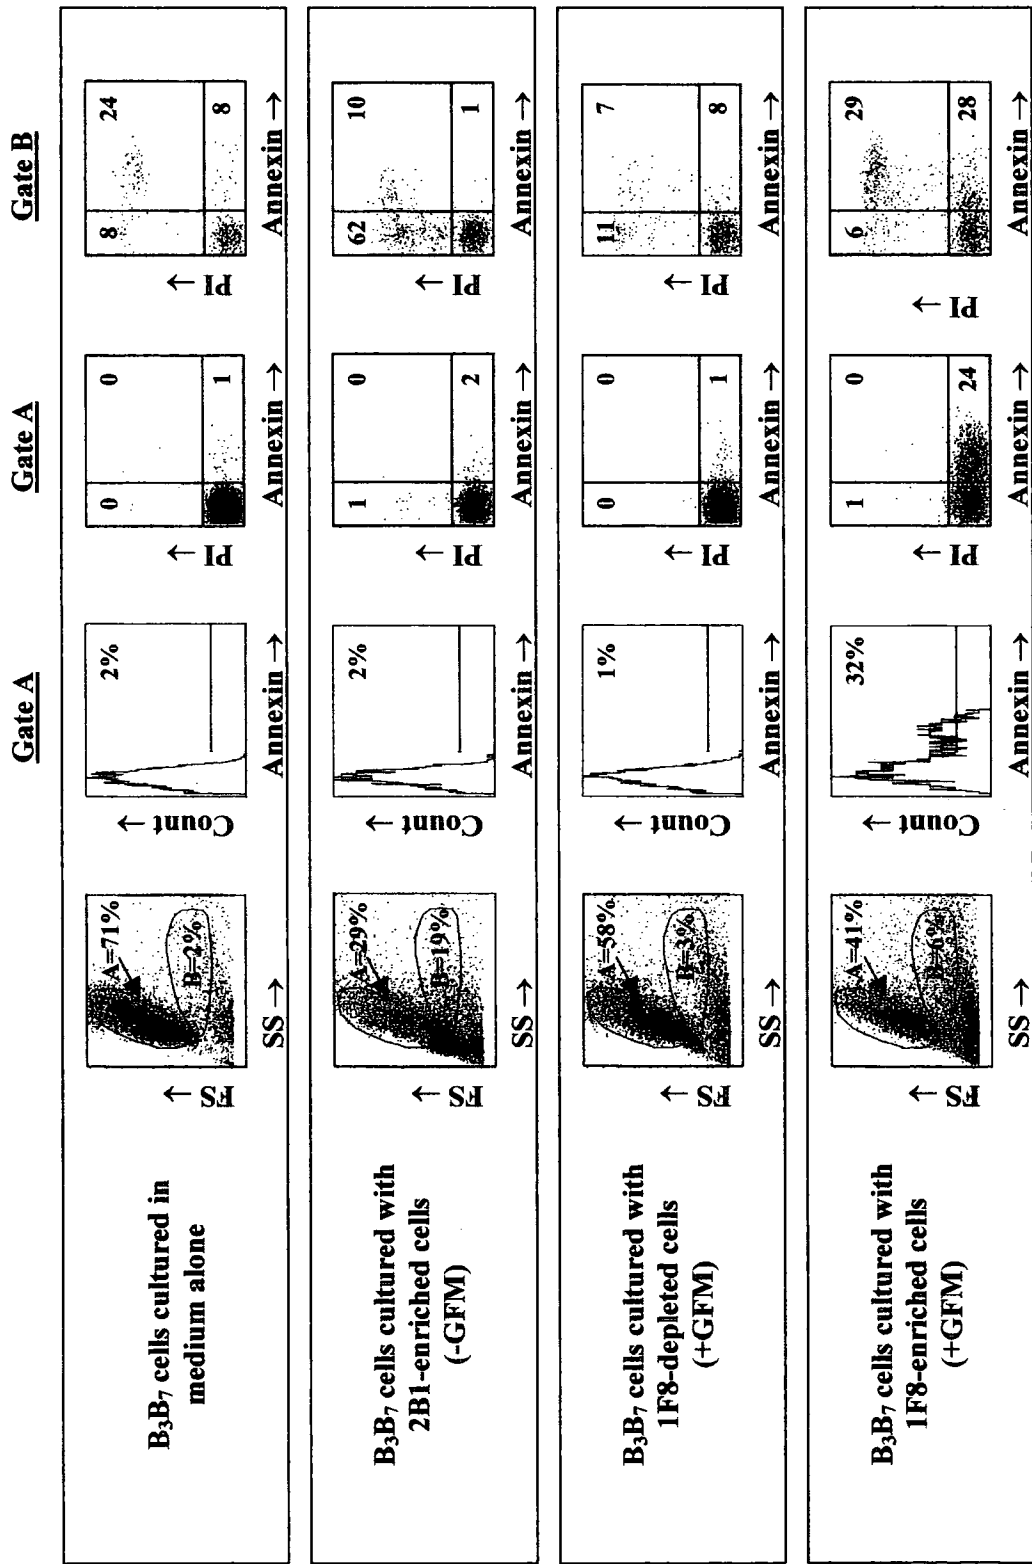 Gate A
Gate A
Gate B
B₃B₇ cells cultured in
medium alone
FS →
A=71%
B=2%
SS →
Count →
2%
Annexin →
PI →
0
0
1
Annexin →
PI →
8
24
8
Annexin →
B₃B₇ cells cultured with
2B1-enriched cells
(-GFM)
FS →
A=29%
B=19%
SS →
Count →
2%
Annexin →
PI →
1
0
2
Annexin →
PI →
62
10
1
Annexin →
B₃B₇ cells cultured with
1F8-depleted cells
(+GFM)
FS →
A=58%
B=3%
SS →
Count →
1%
Annexin →
PI →
0
0
1
Annexin →
PI →
11
7
8
Annexin →
B₃B₇ cells cultured with
1F8-enriched cells
(+GFM)
FS →
A=41%
B=6%
SS →
Count →
32%
Annexin →
PI →
1
0
24
Annexin →
PI →
6
29
28
Annexin →